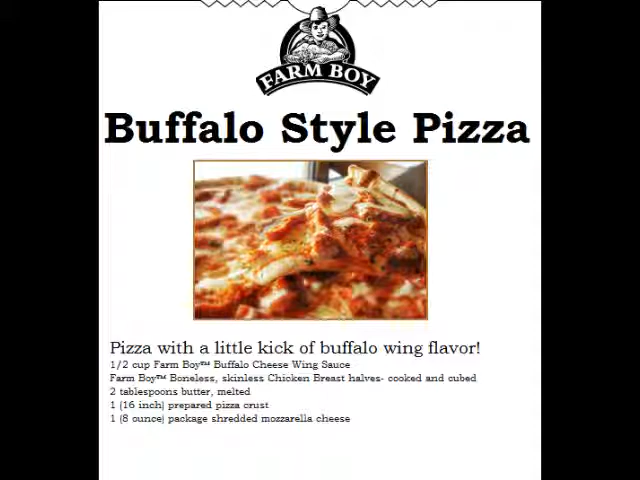 FARM BOY
Buffalo Style Pizza
Pizza with a little kick of buffalo wing flavor!
1/2 cup Farm Boy™ Buffalo Cheese Wing Sauce
Farm Boy™ Boneless, skinless Chicken Breast halves- cooked and cubed
2 tablespoons butter, melted
1 (16 inch) prepared pizza crust
1 (8 ounce) package shredded mozzarella cheese